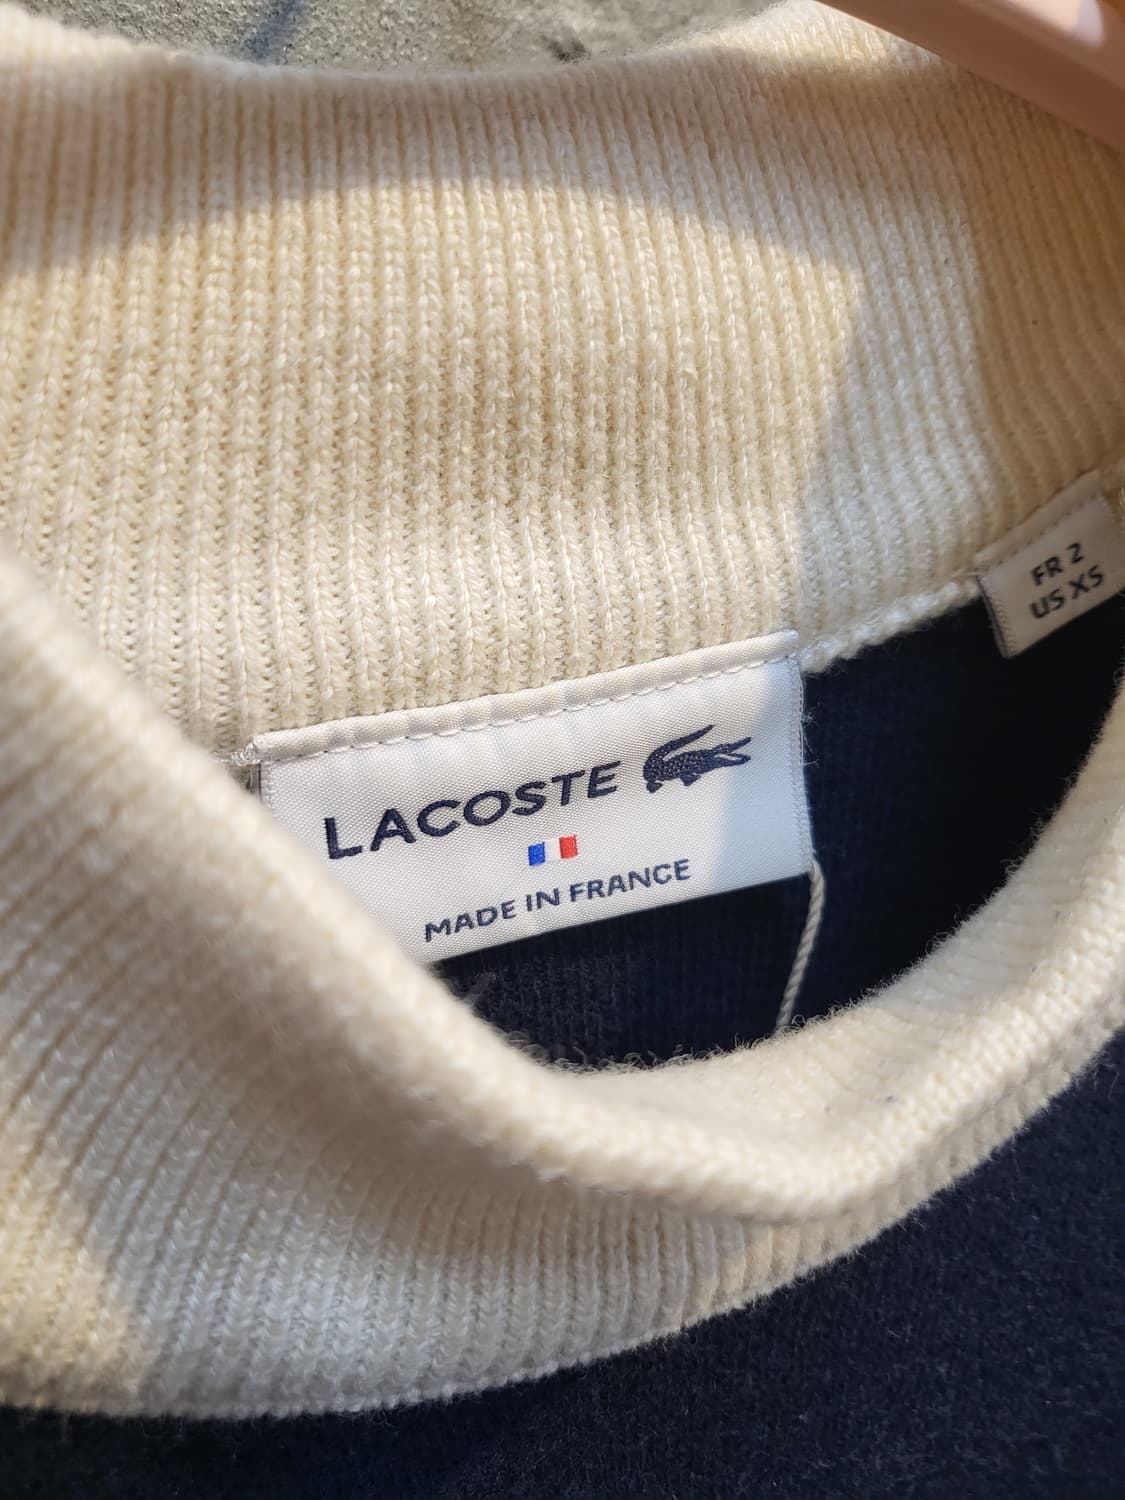 LACOSTE
MADE IN FRANCE
FR 2
US XS